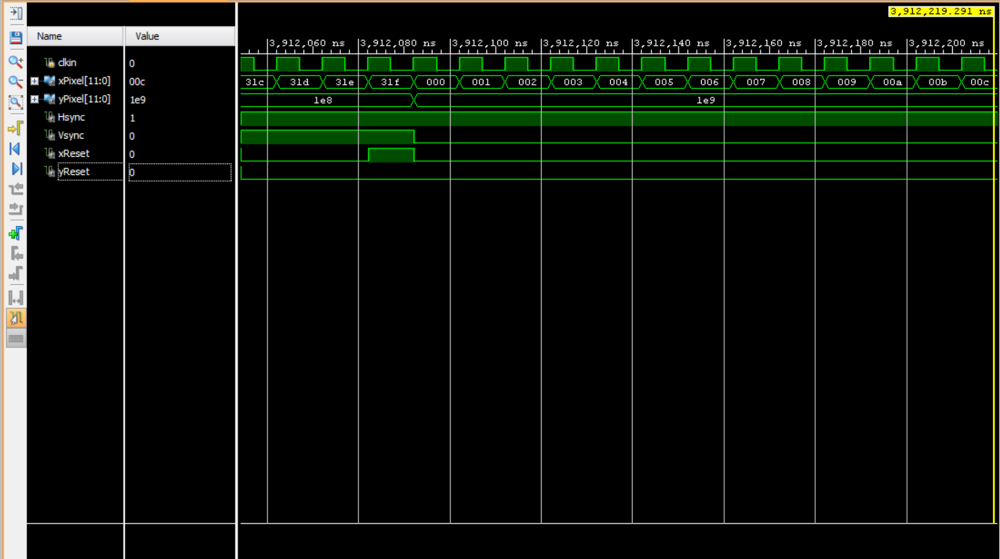 3,912,219.291 ns
Name Value
3,912,060 ns 3,912,080 ns 3,912,100 ns 3,912,120 ns 3,912,140 ns 3,912,160 ns 3,912,180 ns 3,912,200 ns
clkin 0
xPixel[11:0] 00c 31c 31d 31e 31f 000 001 002 003 004 005 006 007 008 009 00a 00b 00c
yPixel[11:0] 1e9 1e8 1e9
Hsync 1
Vsync 0
xReset 0
yReset 0